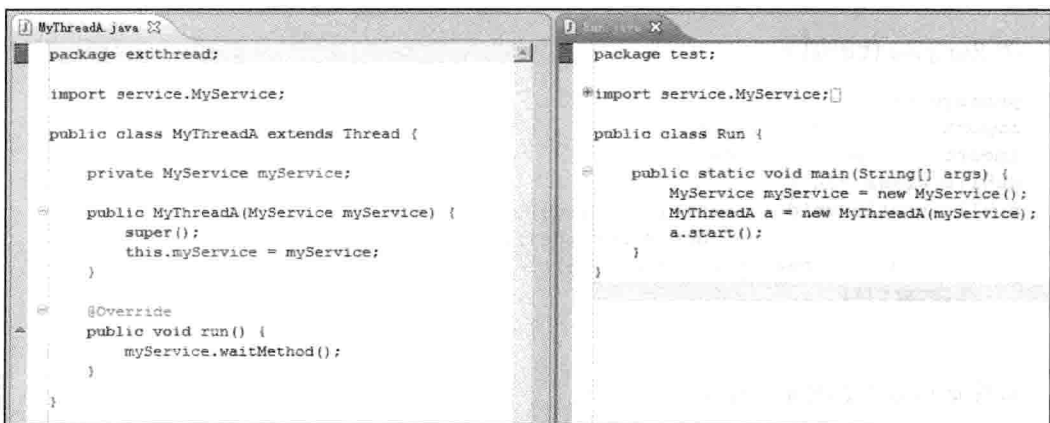 MyThreadA.java
package extthread;
import service.MyService;
public class MyThreadA extends Thread {
private MyService myService;
public MyThreadA(MyService myService) {
super();
this.myService = myService;
}
@Override
public void run() {
myService.waitMethod();
}
}
Run.java
package test;
import service.MyService;
public class Run {
public static void main(String[] args) {
MyService myService = new MyService();
MyThreadA a = new MyThreadA(myService);
a.start();
}
}